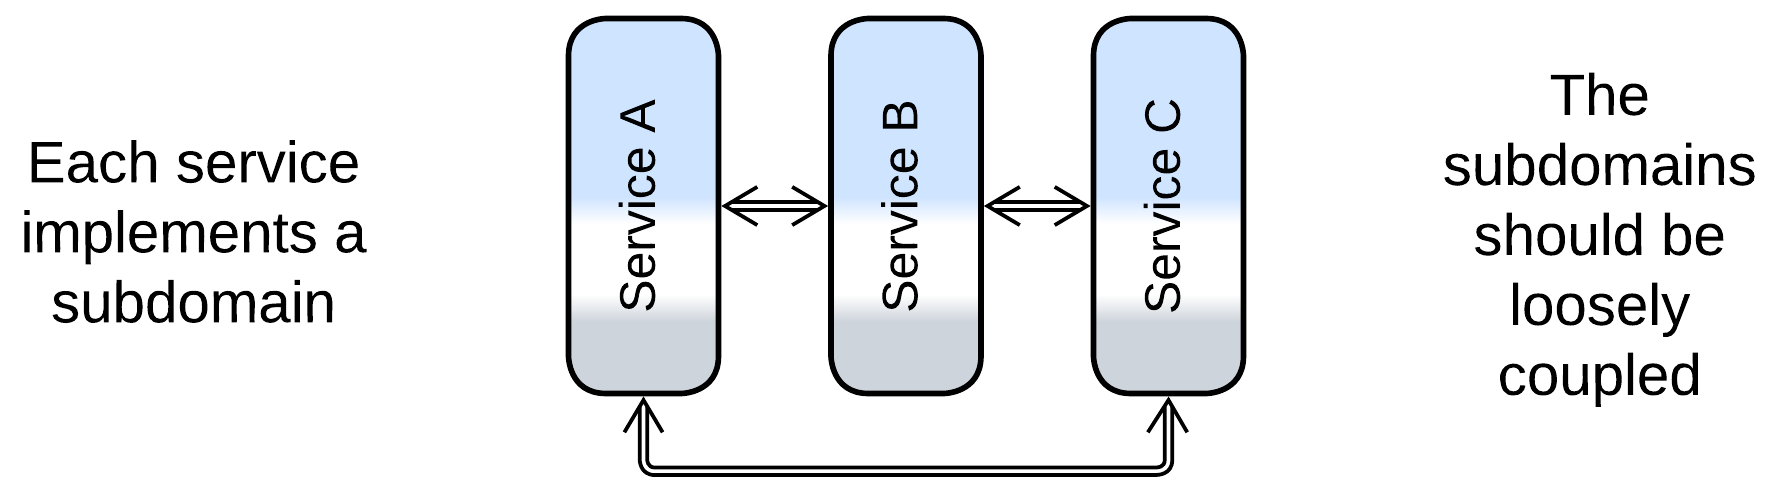 Each service
implements a
subdomain
Service A
Service B
Service C
The
subdomains
should be
loosely
coupled